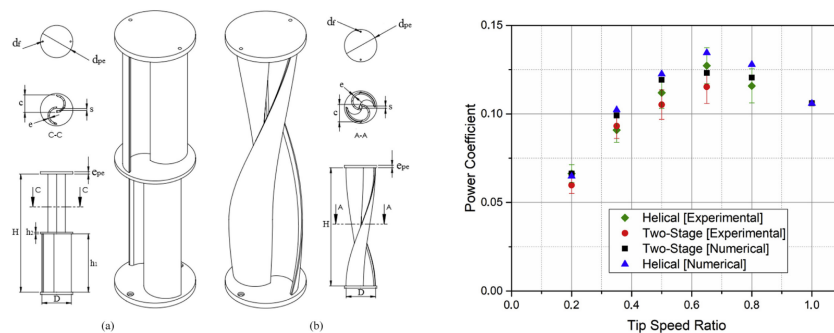 df
dpe
c
s
e
C-C
epe
C C
H
h2
h1
D
(a)
df
dpe
e
c
s
A-A
epe
H
A A
D
(b)
0.15
0.10
0.05
0.00
Power Coefficient
Helical [Experimental]
Two-Stage [Experimental]
Two-Stage [Numerical]
Helical [Numerical]
0.0 0.2 0.4 0.6 0.8 1.0
Tip Speed Ratio